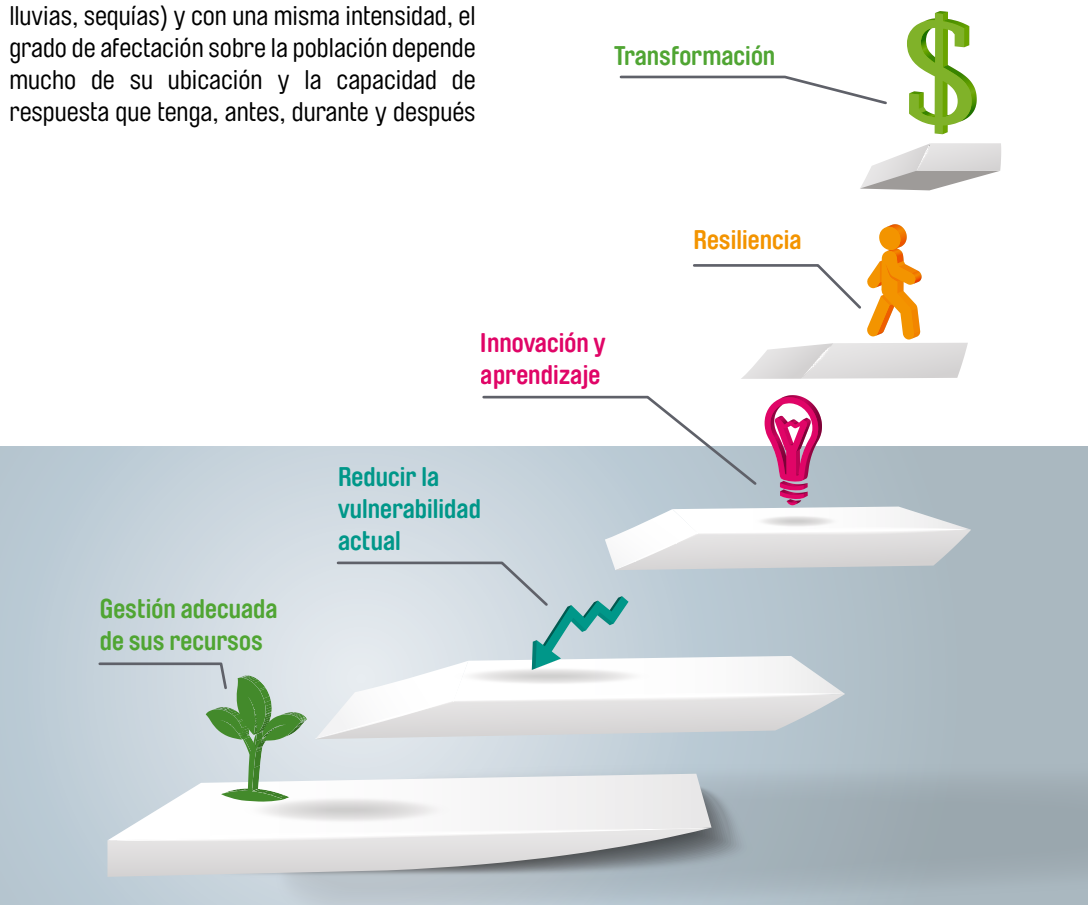 lluvias, sequías) y con una misma intensidad, el
grado de afectación sobre la población depende
mucho de su ubicación y la capacidad de
respuesta que tenga, antes, durante y después
Transformación
Resiliencia
Innovación y
aprendizaje
Reducir la
vulnerabilidad
actual
Gestión adecuada
de sus recursos